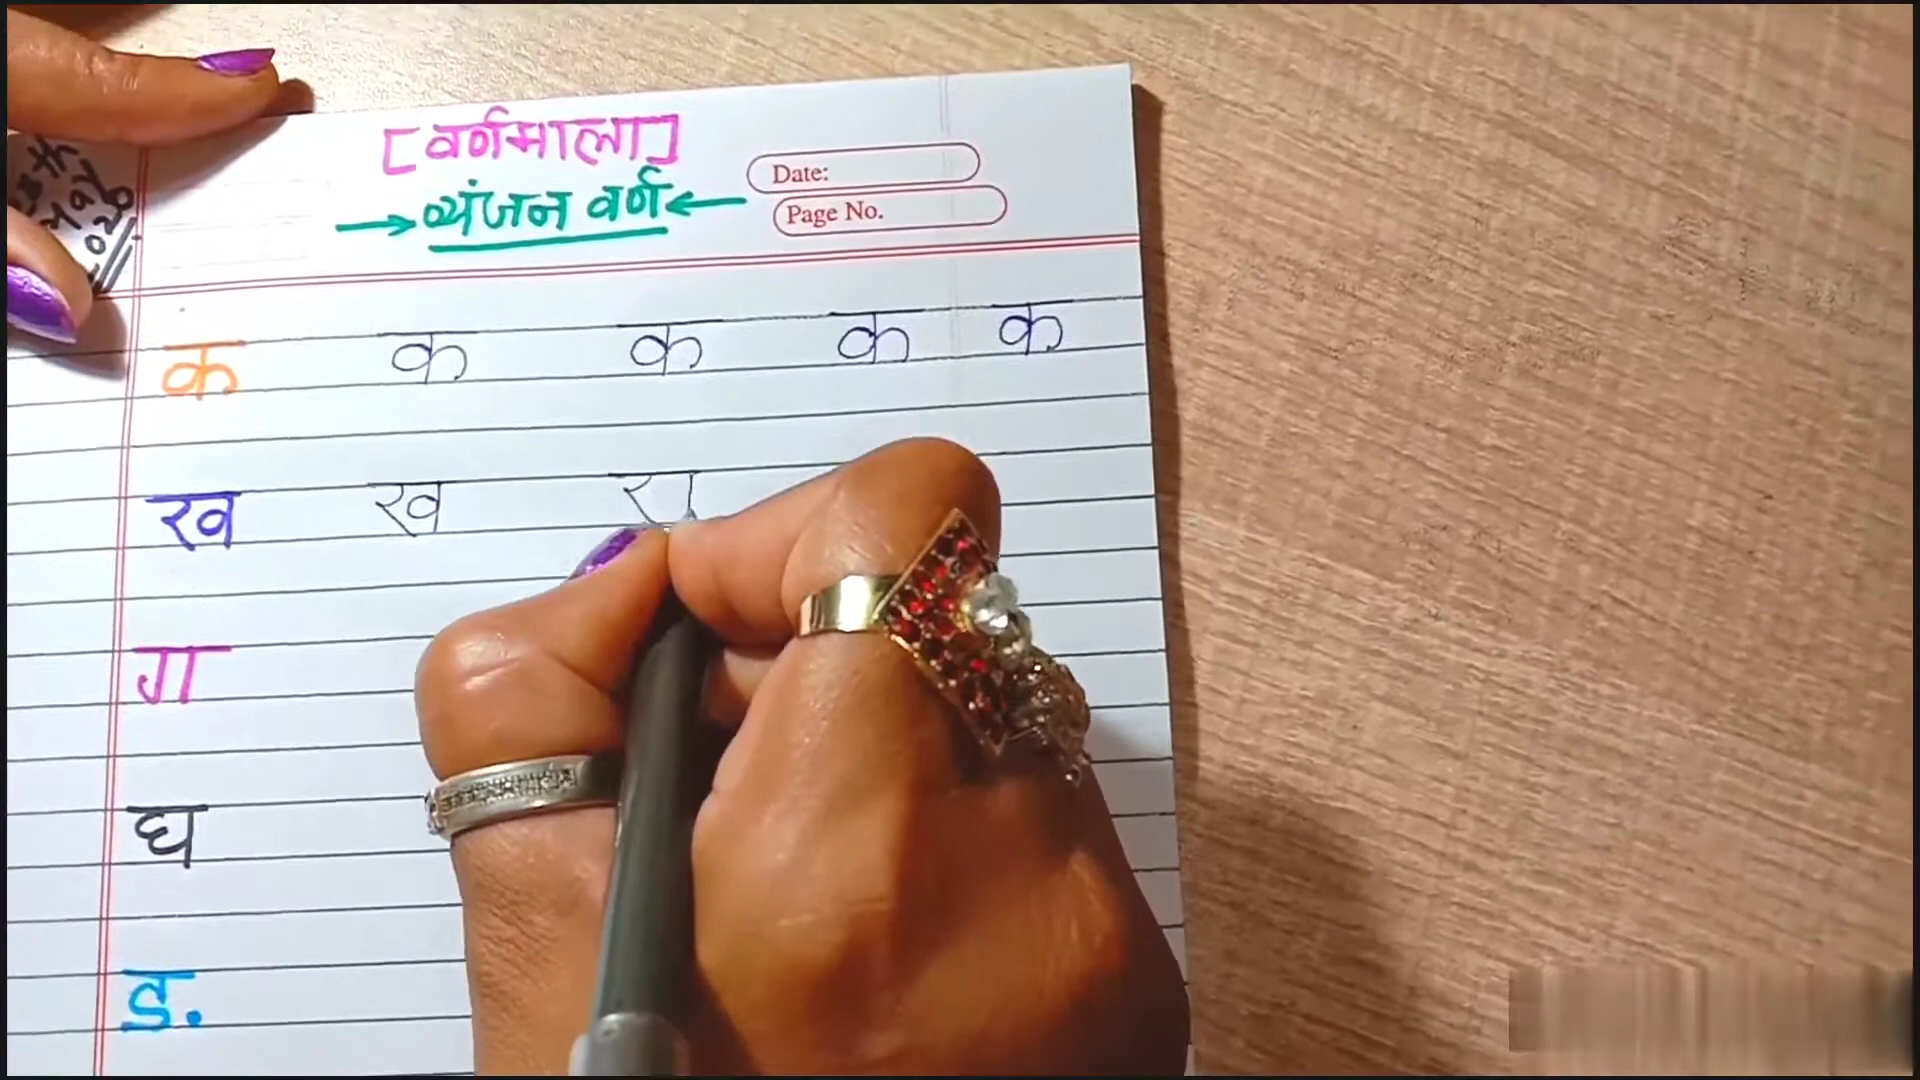 [वर्णमाला]
→ व्यंजन वर्ण ←
Date:
Page No.
क क क क क
ख ख
ग
घ
ङ